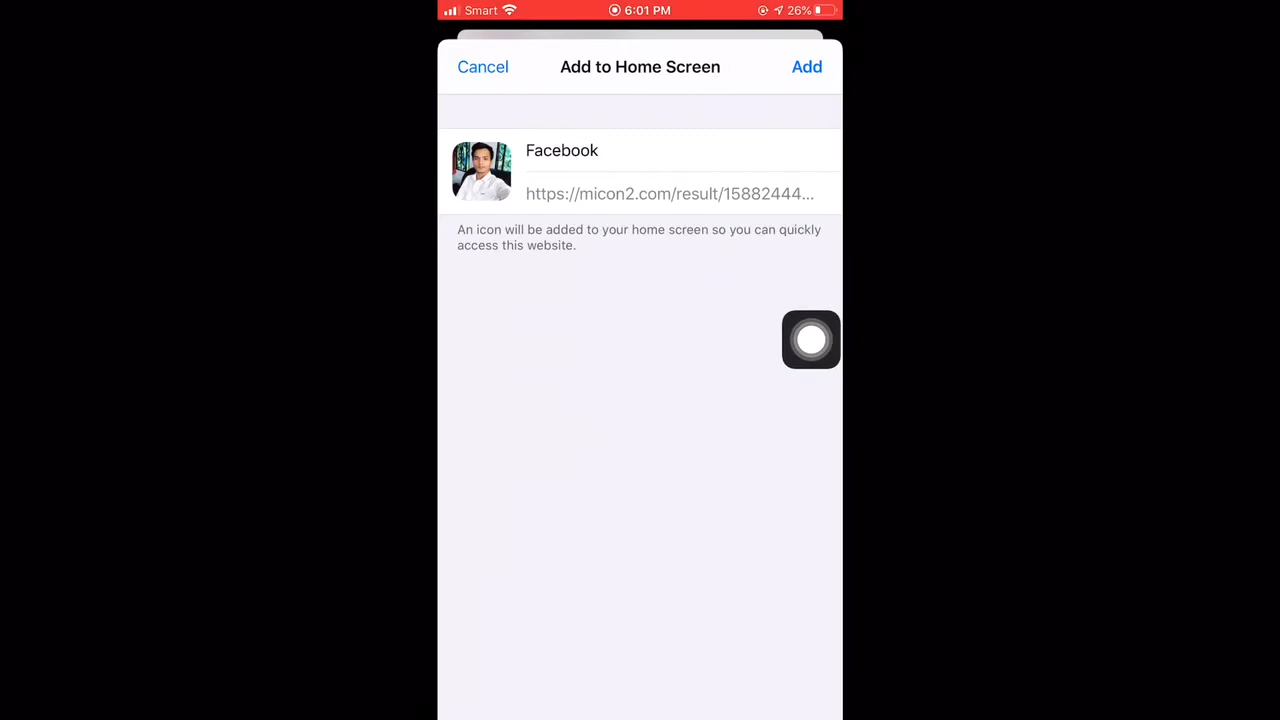 Smart 6:01 PM 26%
Cancel Add to Home Screen Add
Facebook
https://micon2.com/result/15882444...
An icon will be added to your home screen so you can quickly
access this website.